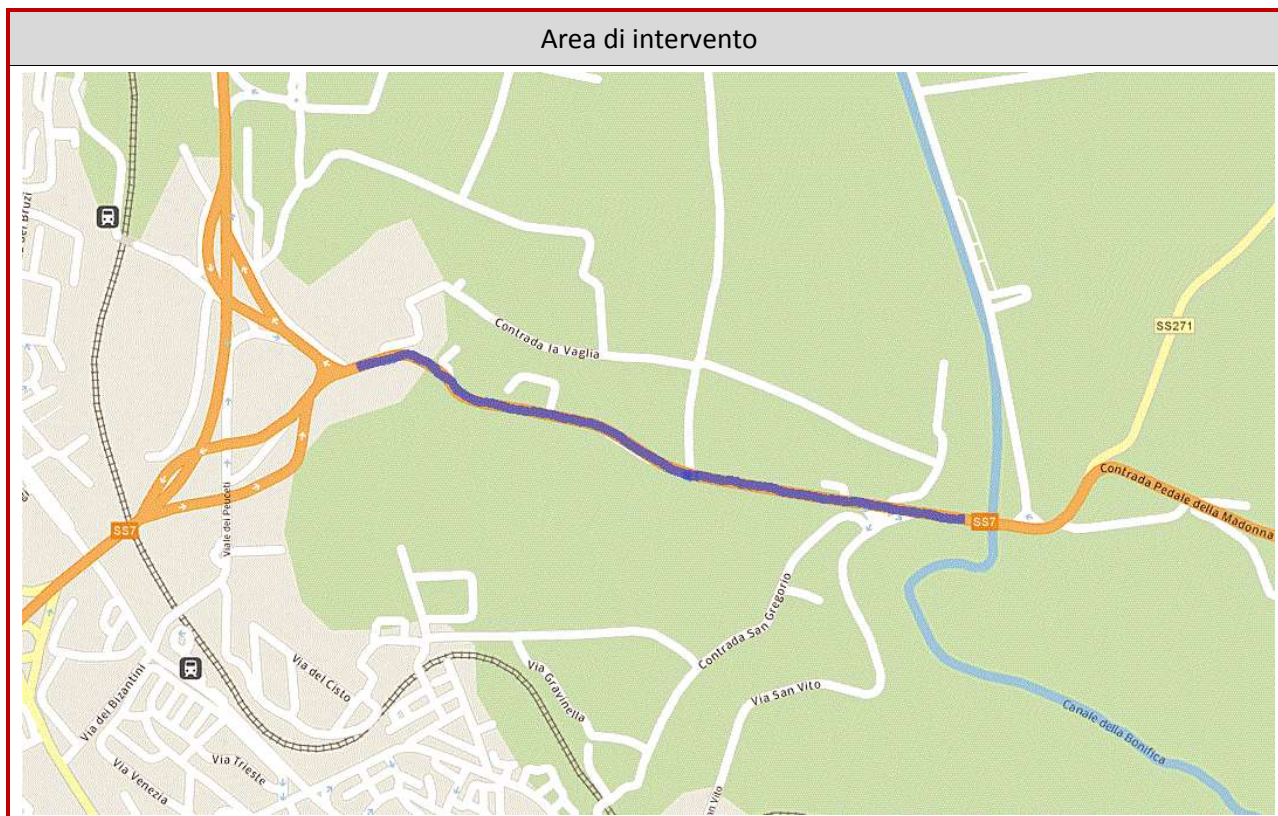 Area di intervento
Contrada la Vaglia
SS271
Contrada Pedale della Madonna
SS7
SS7
Viale dei Peuceti
Contrada San Gregorio
Via San Vito
Via Gravinella
Via del Cisto
Via dei Bizantini
Via Trieste
Via Venezia
Canale della Bonifica